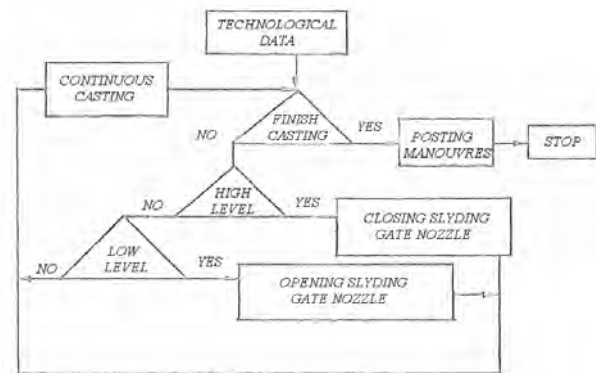 TECHNOLOGICAL
DATA
CONTINUOUS
CASTING
FINISH
CASTING
NO
YES
POSTING
MANOUVRES
STOP
HIGH
LEVEL
NO
YES
CLOSING SLYDING
GATE NOZZLE
LOW
LEVEL
NO
YES
OPENING SLYDING
GATE NOZZLE